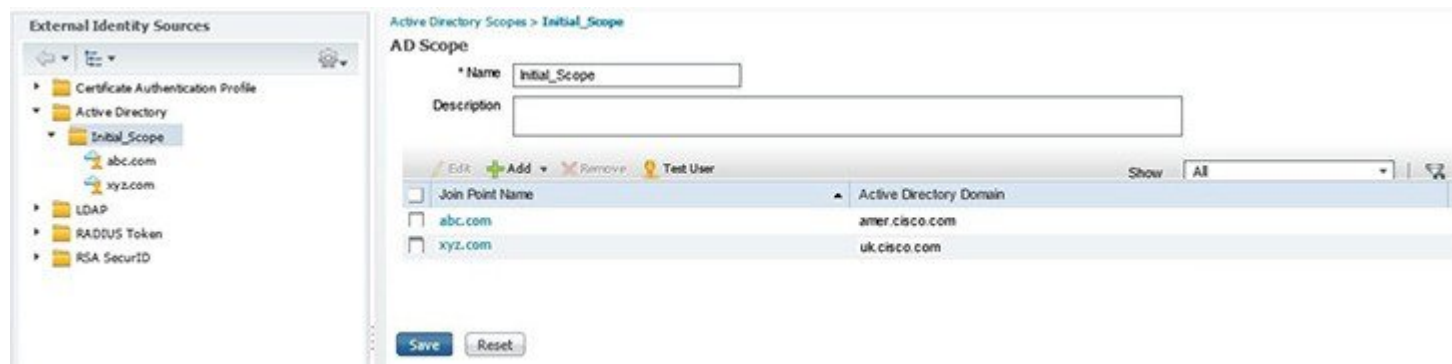 External Identity Sources
Certificate Authentication Profile
Active Directory
Initial_Scope
abc.com
xyz.com
LDAP
RADIUS Token
RSA SecurID
Active Directory Scopes > Initial_Scope
AD Scope
* Name Initial_Scope
Description
Edit Add Remove Test User Show All
Join Point Name Active Directory Domain
abc.com amer.cisco.com
xyz.com uk.cisco.com
Save Reset